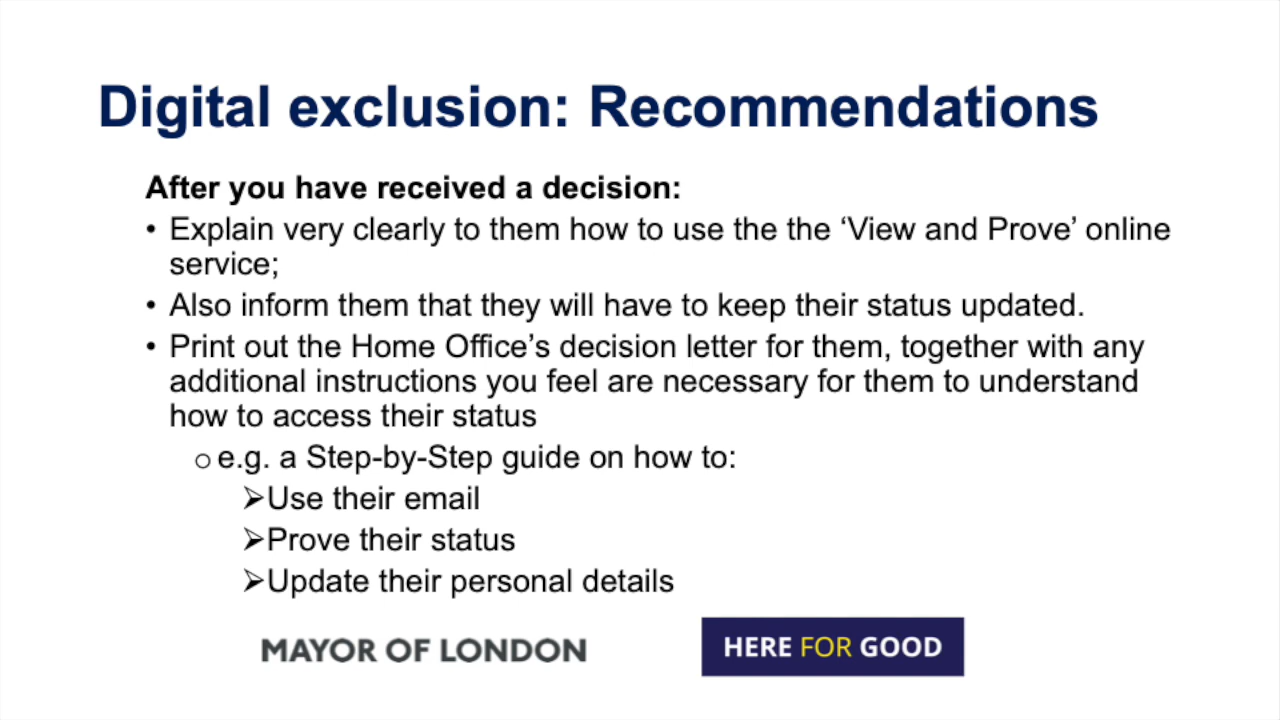 Digital exclusion: Recommendations
After you have received a decision:
• Explain very clearly to them how to use the the ‘View and Prove’ online
service;
• Also inform them that they will have to keep their status updated.
• Print out the Home Office’s decision letter for them, together with any
additional instructions you feel are necessary for them to understand
how to access their status
o e.g. a Step-by-Step guide on how to:
➢Use their email
➢Prove their status
➢Update their personal details
MAYOR OF LONDON
HERE FOR GOOD